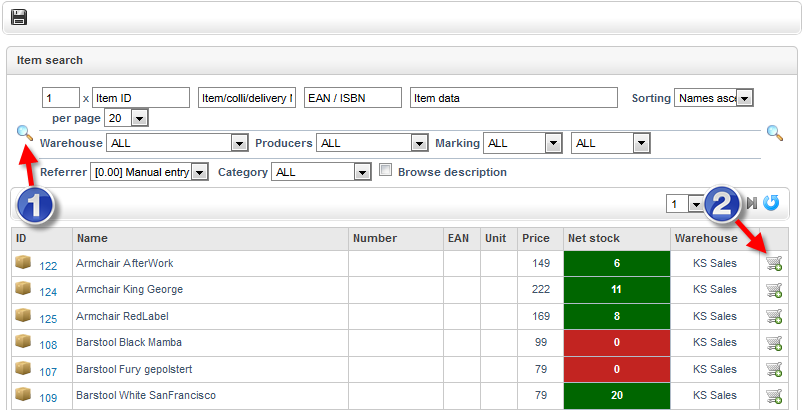 Item search
1 x Item ID Item/colli/delivery EAN / ISBN Item data Sorting Names asc
per page 20
Warehouse ALL Producers ALL Marking ALL ALL
Referrer [0.00] Manual entry Category ALL Browse description
1 2
1
ID Name Number EAN Unit Price Net stock Warehouse
122 Armchair AfterWork 149 6 KS Sales
124 Armchair King George 222 11 KS Sales
125 Armchair RedLabel 169 8 KS Sales
108 Barstool Black Mamba 99 0 KS Sales
107 Barstool Fury gepolstert 79 0 KS Sales
109 Barstool White SanFrancisco 79 20 KS Sales